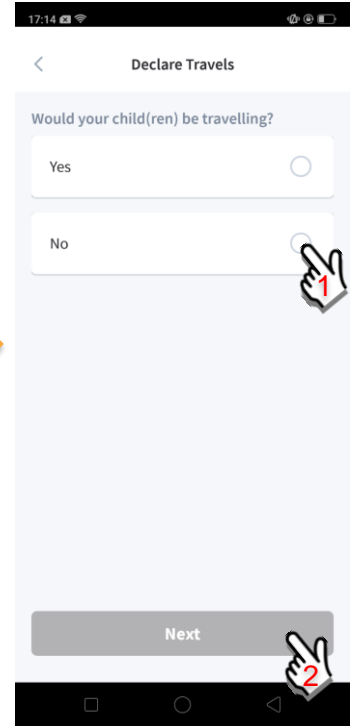 17:14
Declare Travels
Would your child(ren) be travelling?
Yes
No
1
Next
2